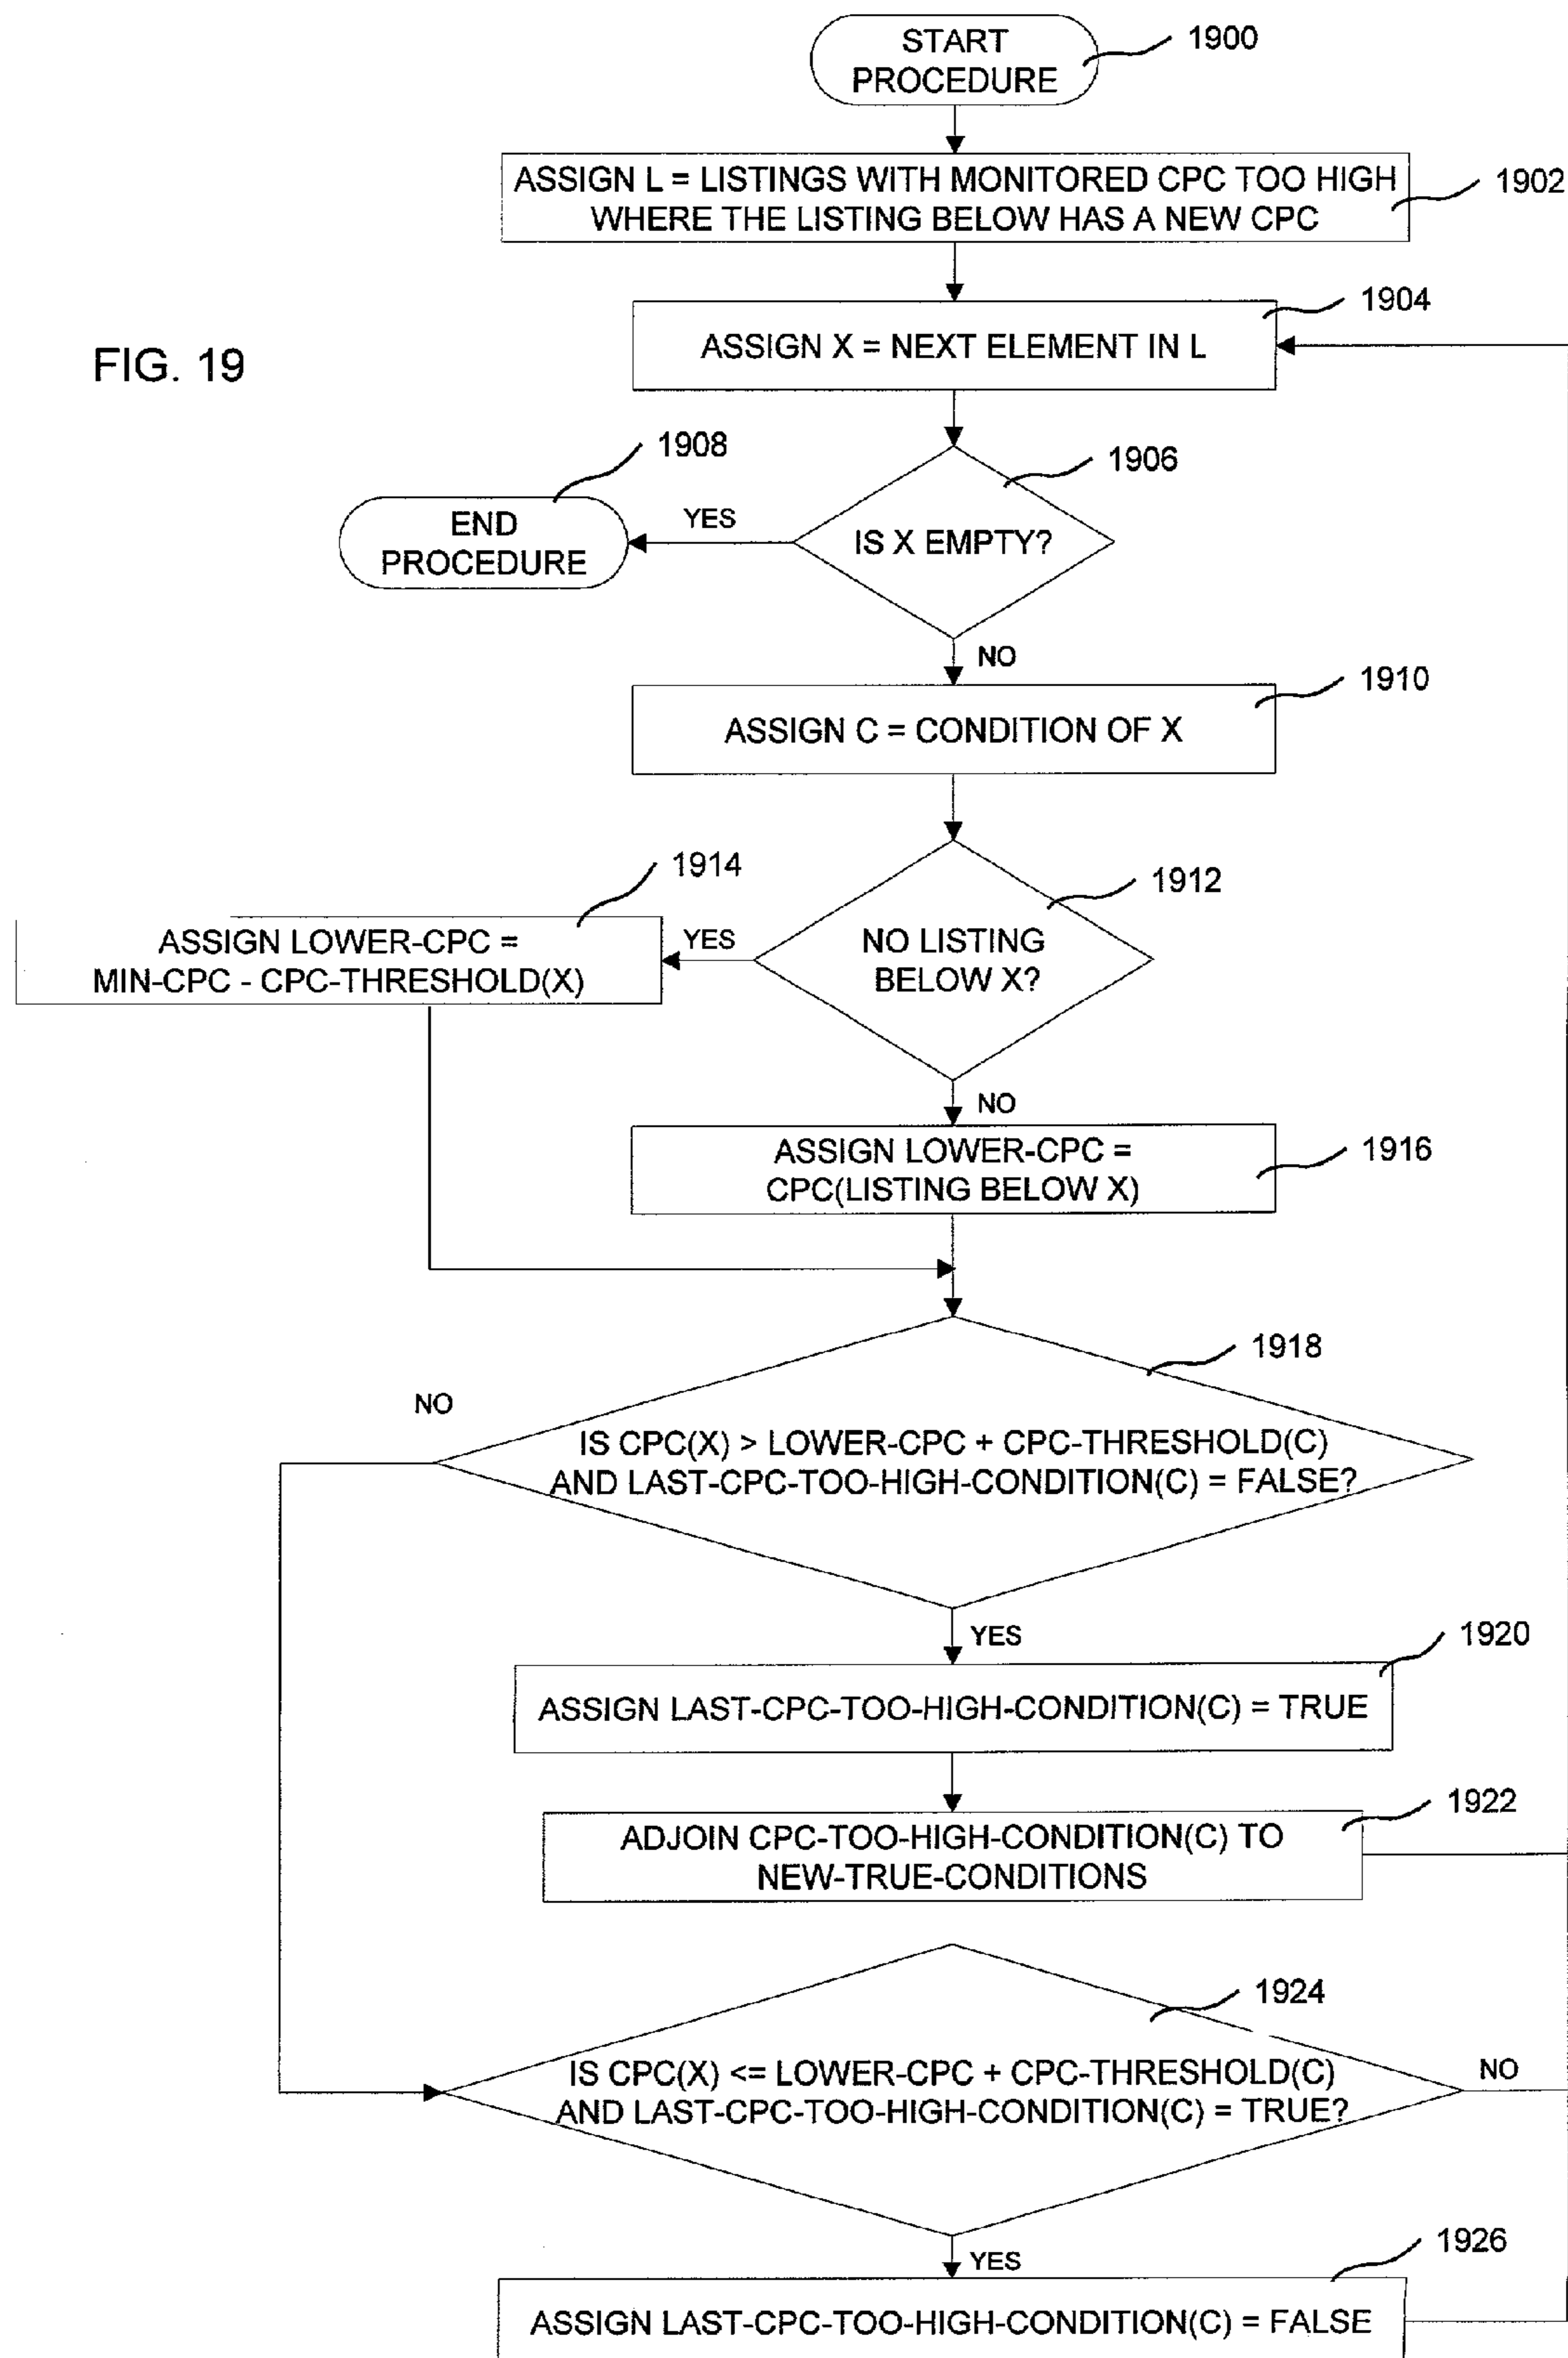 START
PROCEDURE
1900
ASSIGN L = LISTINGS WITH MONITORED CPC TOO HIGH
WHERE THE LISTING BELOW HAS A NEW CPC
1902
FIG. 19
ASSIGN X = NEXT ELEMENT IN L
1904
IS X EMPTY?
1906
YES
END
PROCEDURE
1908
NO
ASSIGN C = CONDITION OF X
1910
NO LISTING
BELOW X?
1912
YES
ASSIGN LOWER-CPC =
MIN-CPC - CPC-THRESHOLD(X)
1914
NO
ASSIGN LOWER-CPC =
CPC(LISTING BELOW X)
1916
IS CPC(X) > LOWER-CPC + CPC-THRESHOLD(C)
AND LAST-CPC-TOO-HIGH-CONDITION(C) = FALSE?
1918
NO
YES
ASSIGN LAST-CPC-TOO-HIGH-CONDITION(C) = TRUE
1920
ADJOIN CPC-TOO-HIGH-CONDITION(C) TO
NEW-TRUE-CONDITIONS
1922
IS CPC(X) <= LOWER-CPC + CPC-THRESHOLD(C)
AND LAST-CPC-TOO-HIGH-CONDITION(C) = TRUE?
1924
NO
YES
ASSIGN LAST-CPC-TOO-HIGH-CONDITION(C) = FALSE
1926